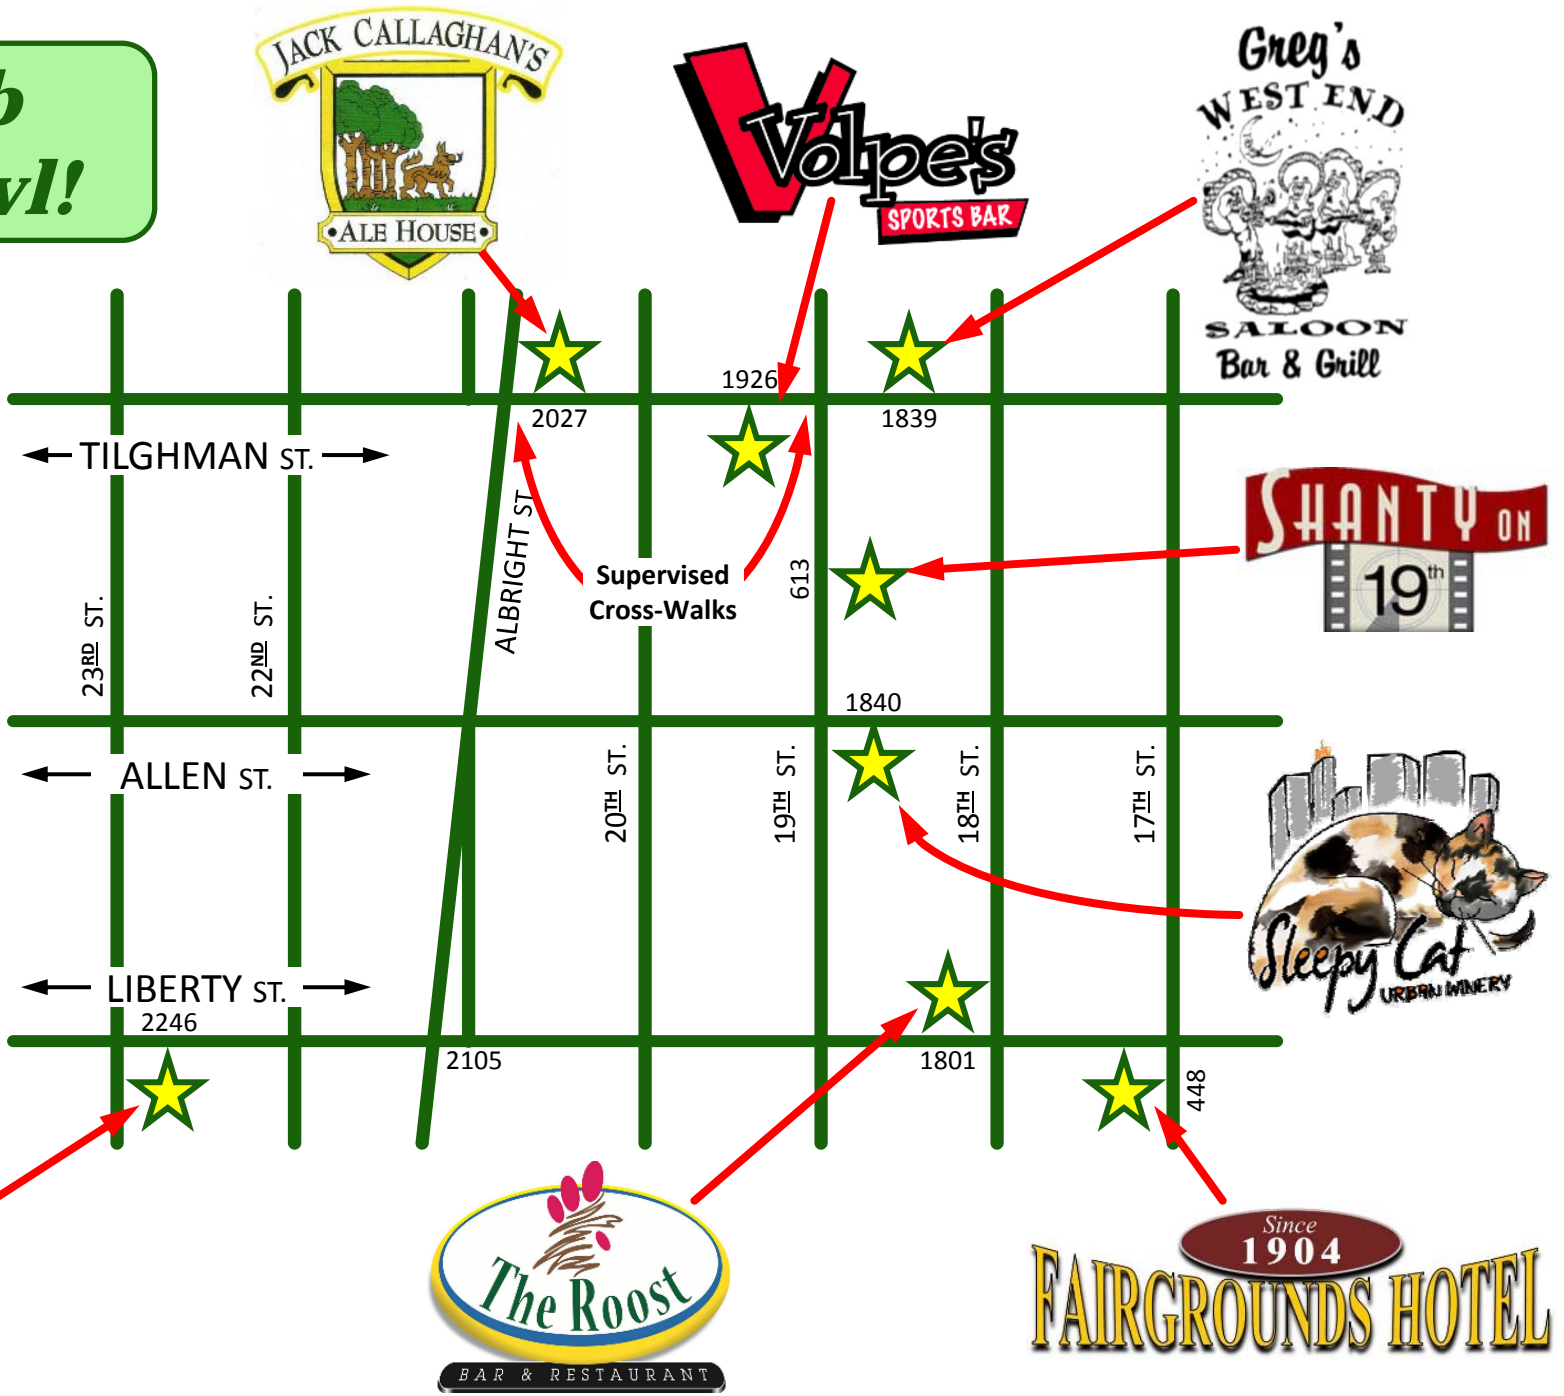 b
wl!
JACK CALLAGHAN'S
•ALE HOUSE•
Volpe's
SPORTS BAR
Greg's
WEST END
SALOON
Bar & Grill
1926
2027
1839
TILGHMAN ST.
ALBRIGHT ST
Supervised
Cross-Walks
613
SHANTY ON
19th
23RD ST.
22ND ST.
1840
ALLEN ST.
20TH ST.
19TH ST.
18TH ST.
17TH ST.
Sleepy Cat
URBAN WINERY
LIBERTY ST.
2246
2105
1801
448
The Roost
BAR & RESTAURANT
Since
1904
FAIRGROUNDS HOTEL